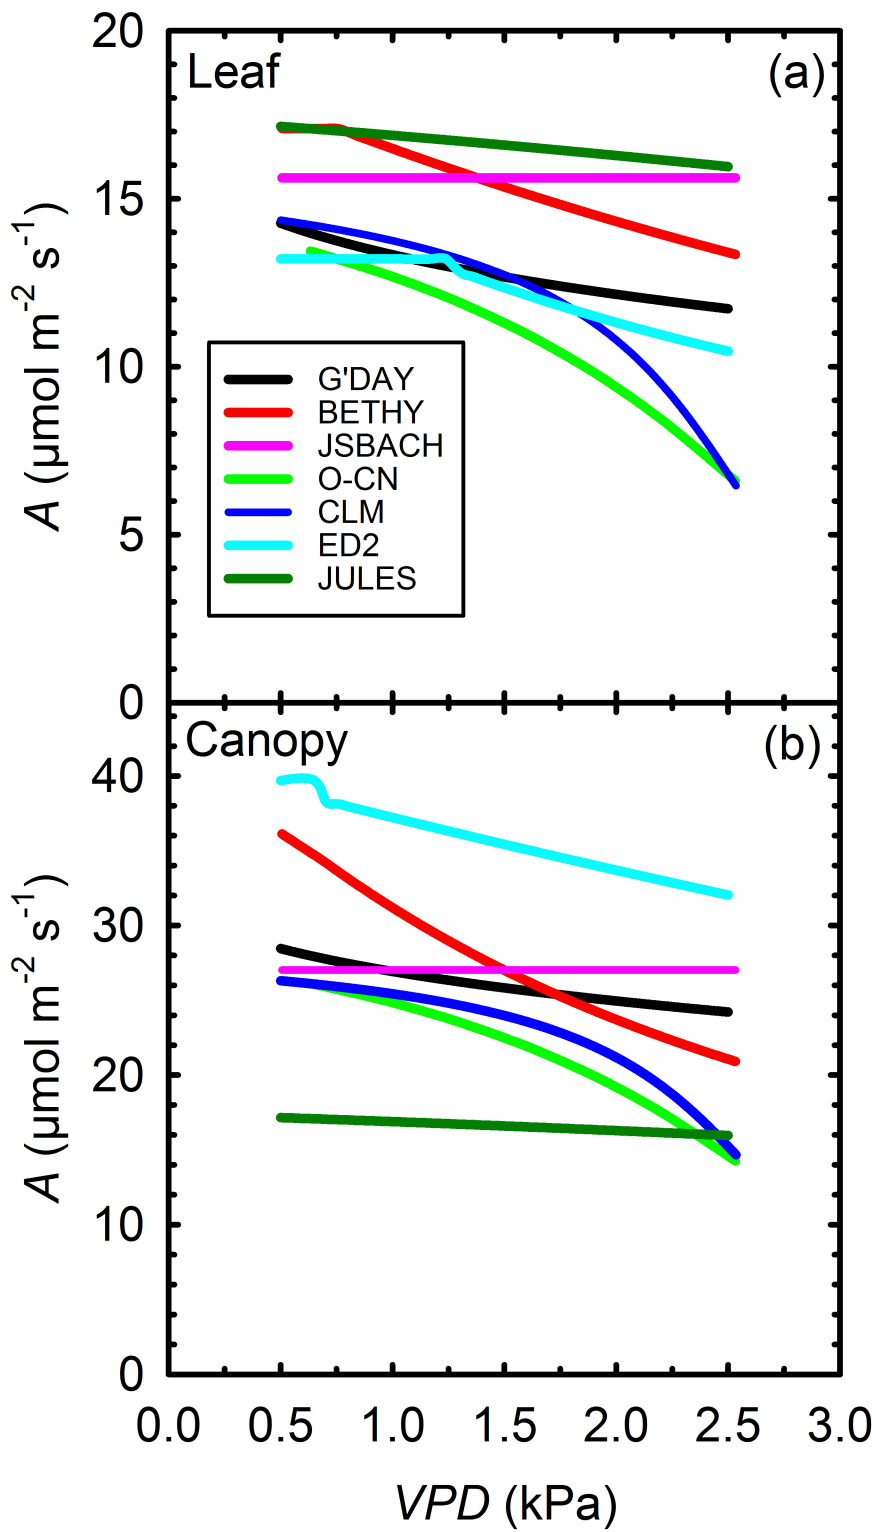 20
Leaf (a)
15
10
5
0
A (µmol m-2 s-1)
G'DAY
BETHY
JSBACH
O-CN
CLM
ED2
JULES
Canopy (b)
40
30
20
10
0
A (µmol m-2 s-1)
0.0 0.5 1.0 1.5 2.0 2.5 3.0
VPD (kPa)